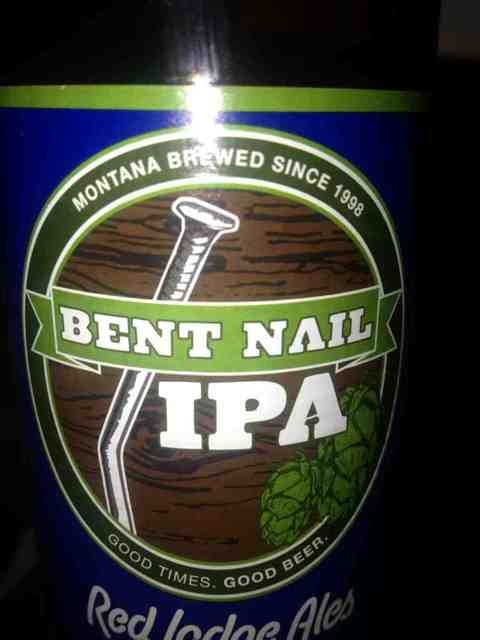 MONTANA BREWED SINCE 1998
BENT NAIL
IPA
GOOD TIMES. GOOD BEER.
Red Lodge Ales